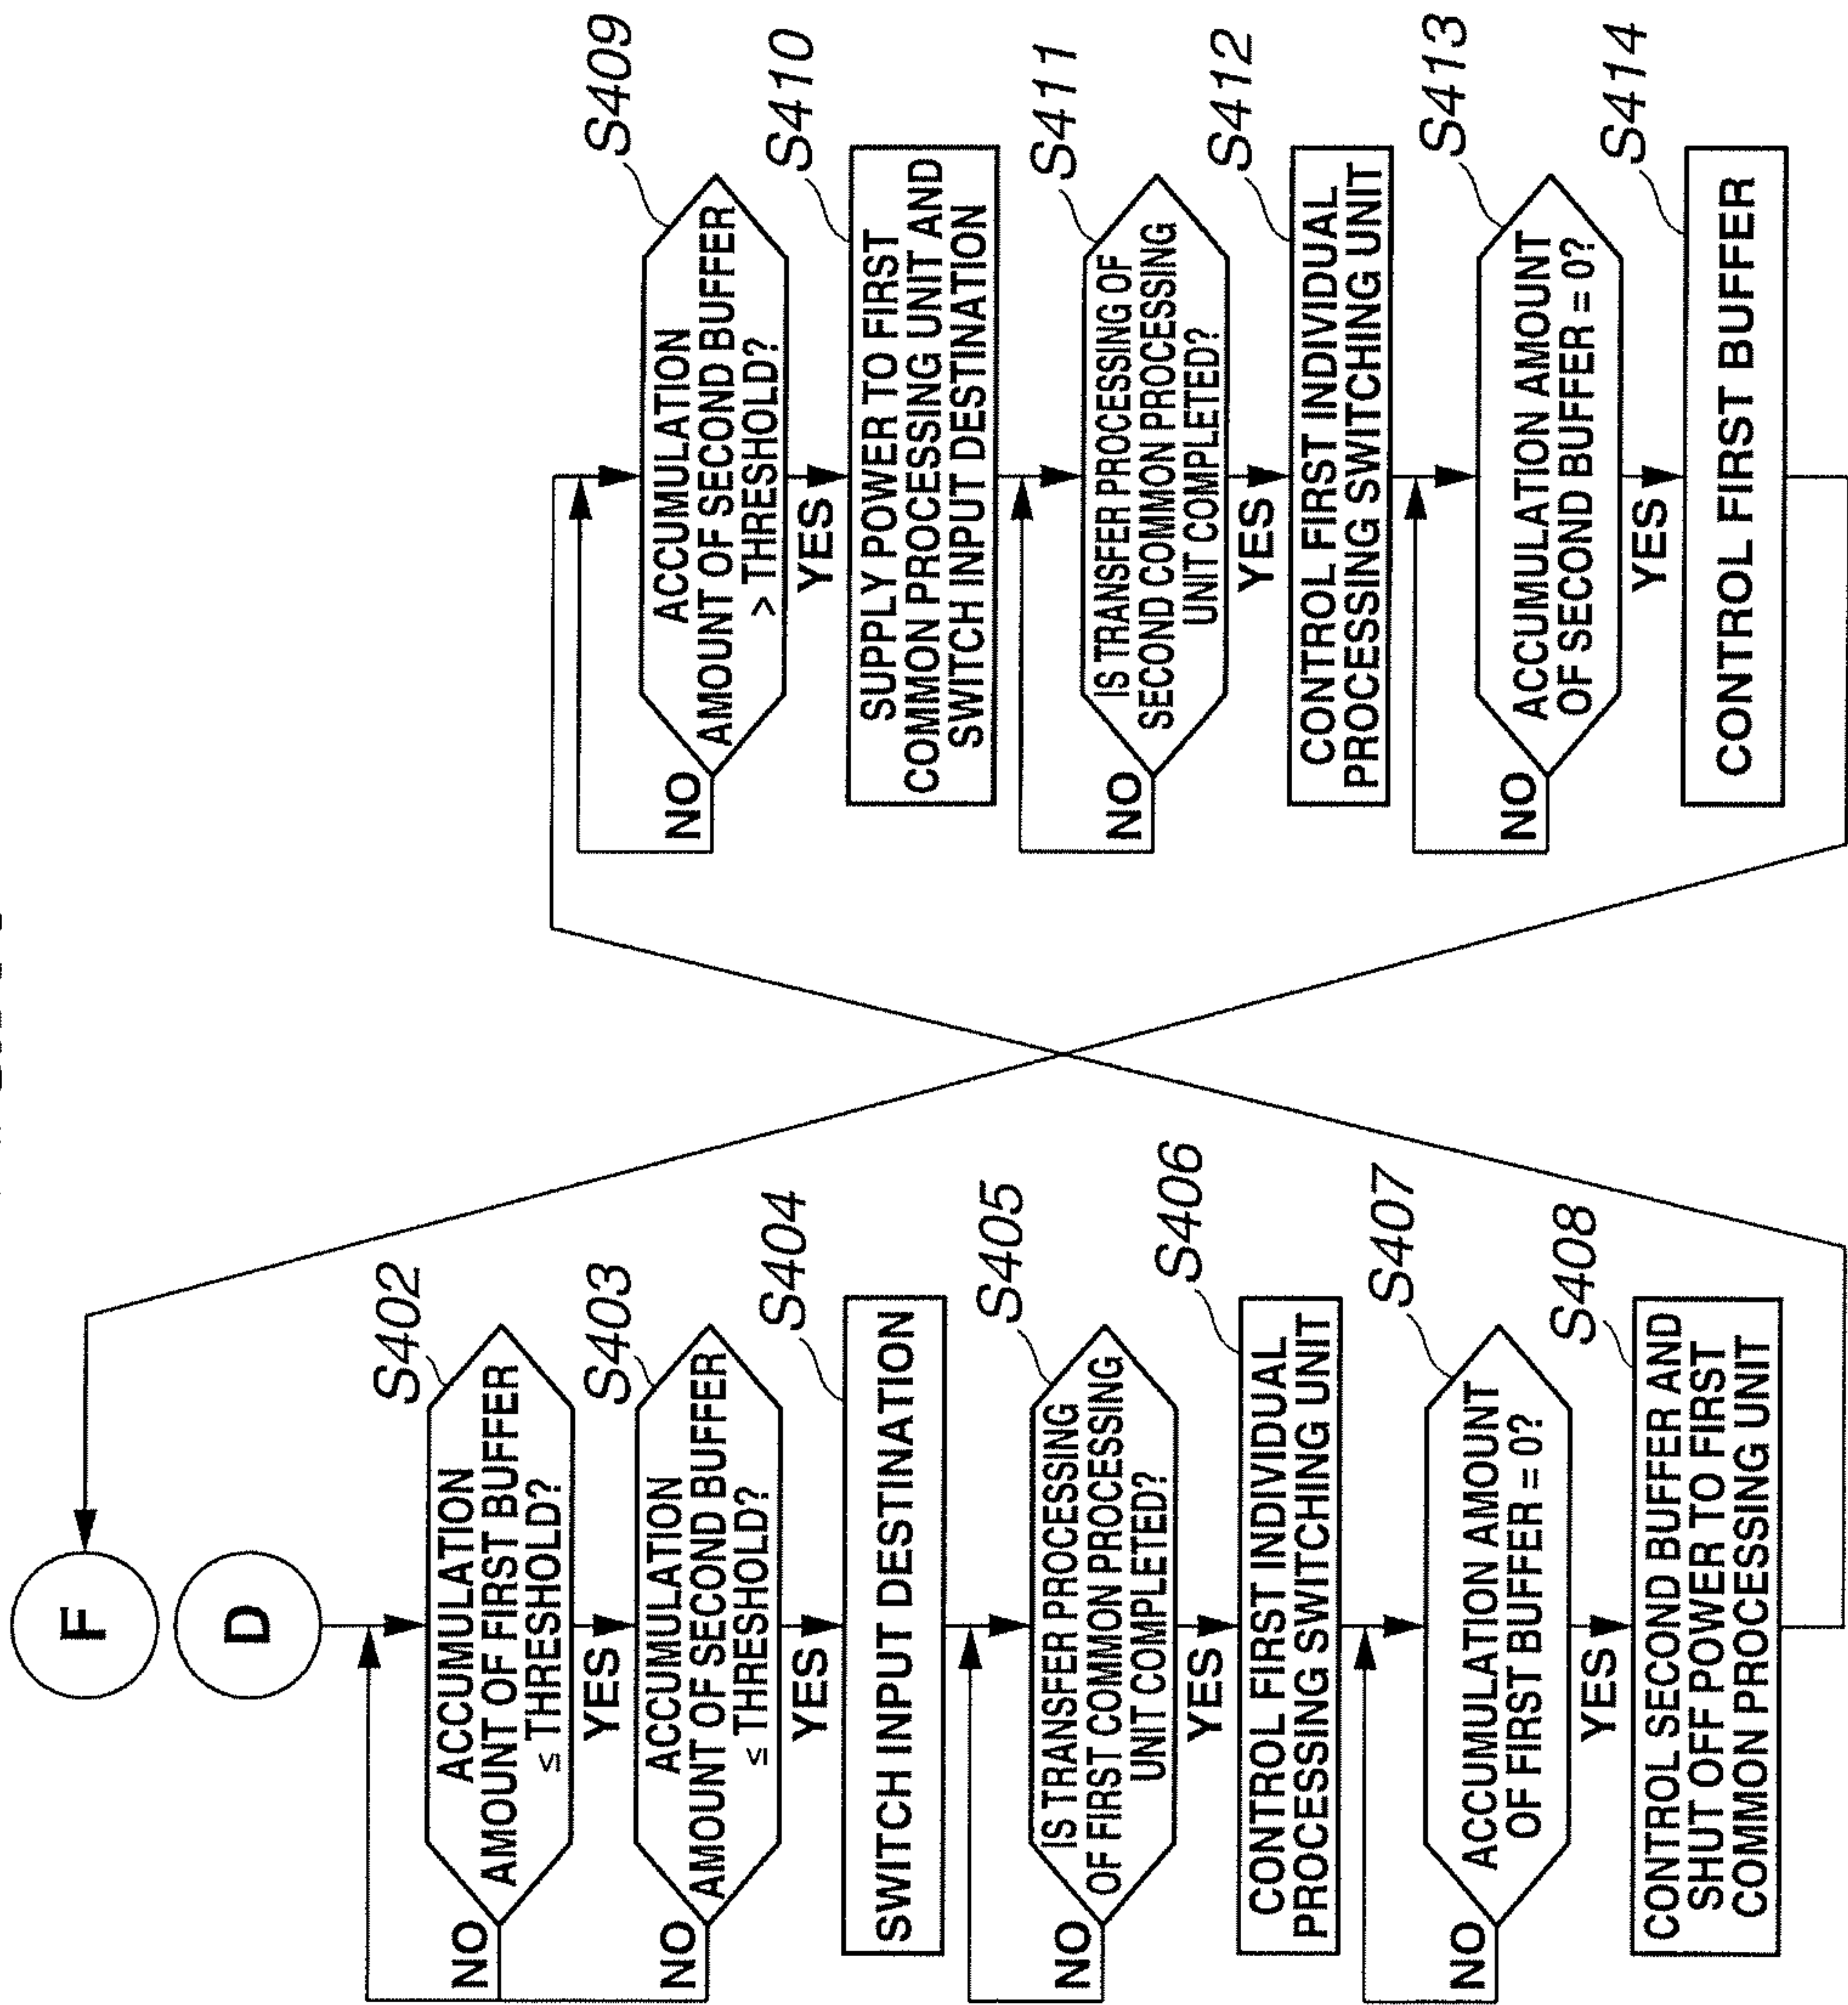 F
D
S402
ACCUMULATION
AMOUNT OF FIRST BUFFER
≤ THRESHOLD?
NO
YES
S403
ACCUMULATION
AMOUNT OF SECOND BUFFER
≤ THRESHOLD?
NO
YES
S404
SWITCH INPUT DESTINATION
S405
IS TRANSFER PROCESSING
OF FIRST COMMON PROCESSING
UNIT COMPLETED?
NO
YES
S406
CONTROL FIRST INDIVIDUAL
PROCESSING SWITCHING UNIT
S407
ACCUMULATION AMOUNT
OF FIRST BUFFER = 0?
NO
YES
S408
CONTROL SECOND BUFFER AND
SHUT OFF POWER TO FIRST
COMMON PROCESSING UNIT
S409
ACCUMULATION
AMOUNT OF SECOND BUFFER
> THRESHOLD?
NO
YES
S410
SUPPLY POWER TO FIRST
COMMON PROCESSING UNIT AND
SWITCH INPUT DESTINATION
S411
IS TRANSFER PROCESSING OF
SECOND COMMON PROCESSING
UNIT COMPLETED?
NO
YES
S412
CONTROL FIRST INDIVIDUAL
PROCESSING SWITCHING UNIT
S413
ACCUMULATION AMOUNT
OF SECOND BUFFER = 0?
NO
YES
S414
CONTROL FIRST BUFFER